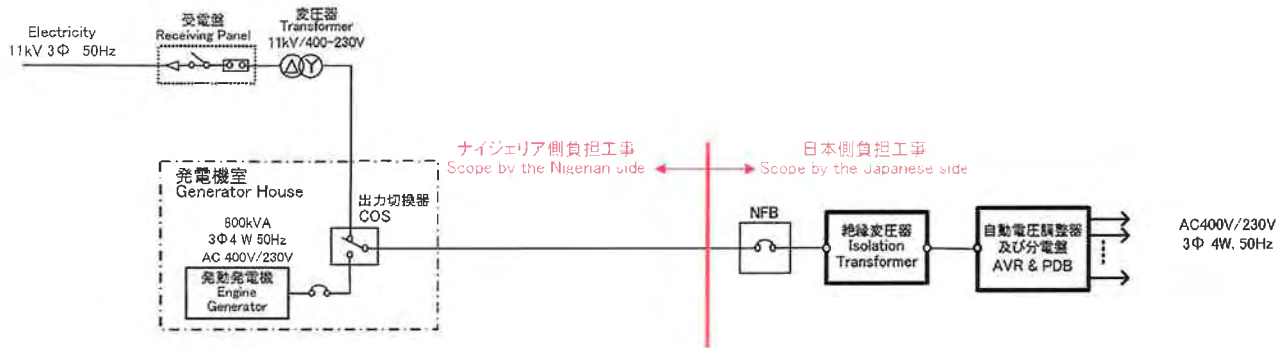 Electricity
11kV 3Φ 50Hz
受電盤
Receiving Panel
変圧器
Transformer
11kV/400-230V
ナイジェリア側負担工事
Scope by the Nigerian side
日本側負担工事
Scope by the Japanese side
発電機室
Generator House
出力切換器
COS
800kVA
3Φ4 W 50Hz
AC 400V/230V
発動発電機
Engine
Generator
NFB
絶縁変圧器
Isolation
Transformer
自動電圧調整器
及び分電盤
AVR & PDB
AC400V/230V
3Φ 4W, 50Hz